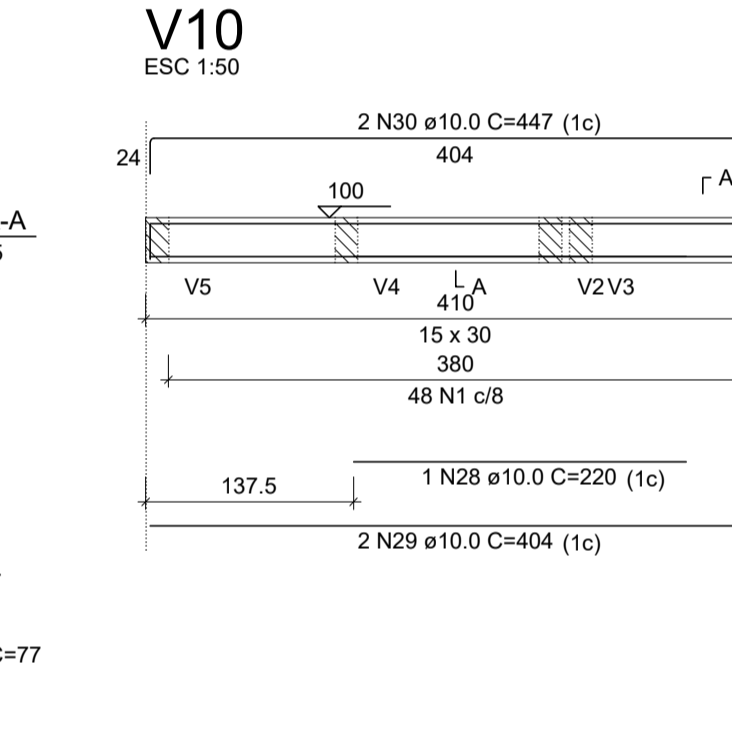 V10
ESC 1:50
2 N30 ø10.0 C=447 (1c)
24
404
A
100
-A
V5
V4
A
V2
V3
410
15 x 30
380
48 N1 c/8
1 N28 ø10.0 C=220 (1c)
137.5
2 N29 ø10.0 C=404 (1c)
=77